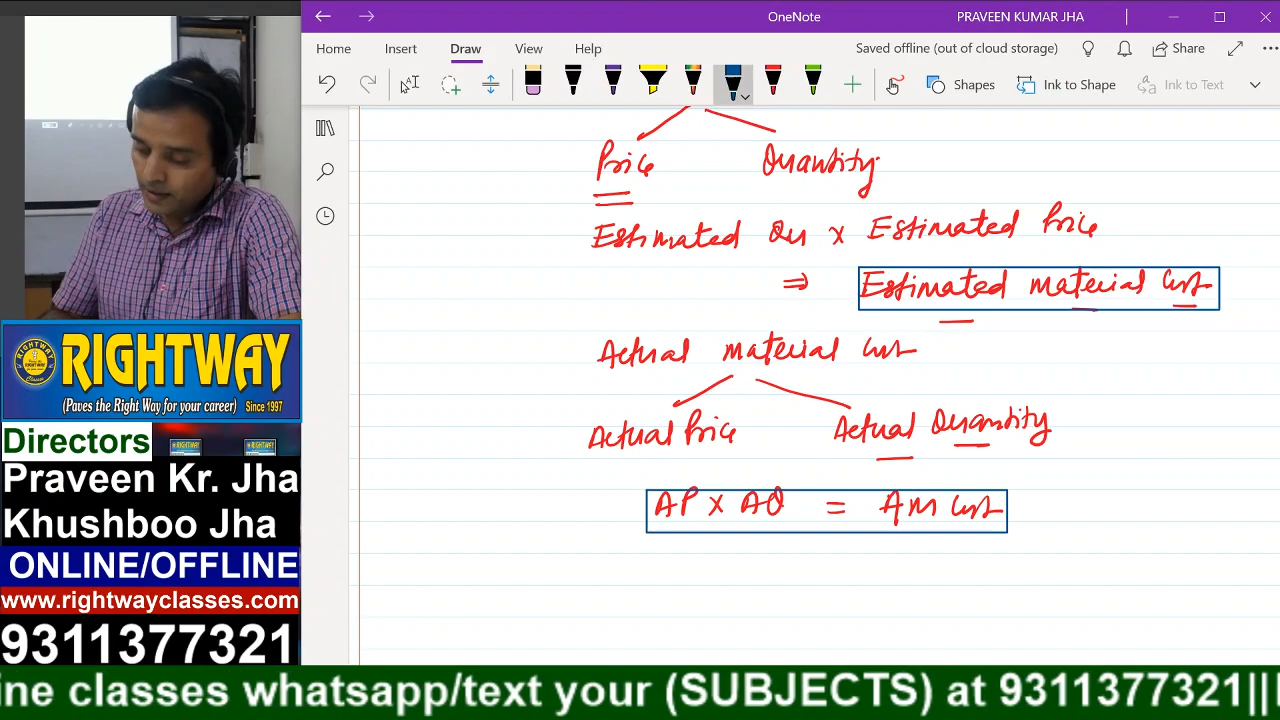 OneNote
PRAVEEN KUMAR JHA
Home Insert Draw View Help
Saved offline (out of cloud storage)
Share
Shapes
Ink to Shape
Ink to Text
Price Quantity
Estimated Qu x Estimated Price
⇒ Estimated material Cost
Actual material Cost
Actual Price Actual Quantity
AP x AQ = AM Cost
RIGHTWAY
(Paves the Right Way for your career) Since 1997
Directors
Praveen Kr. Jha
Khushboo Jha
ONLINE/OFFLINE
www.rightwayclasses.com
9311377321
ine classes whatsapp/text your (SUBJECTS) at 9311377321||